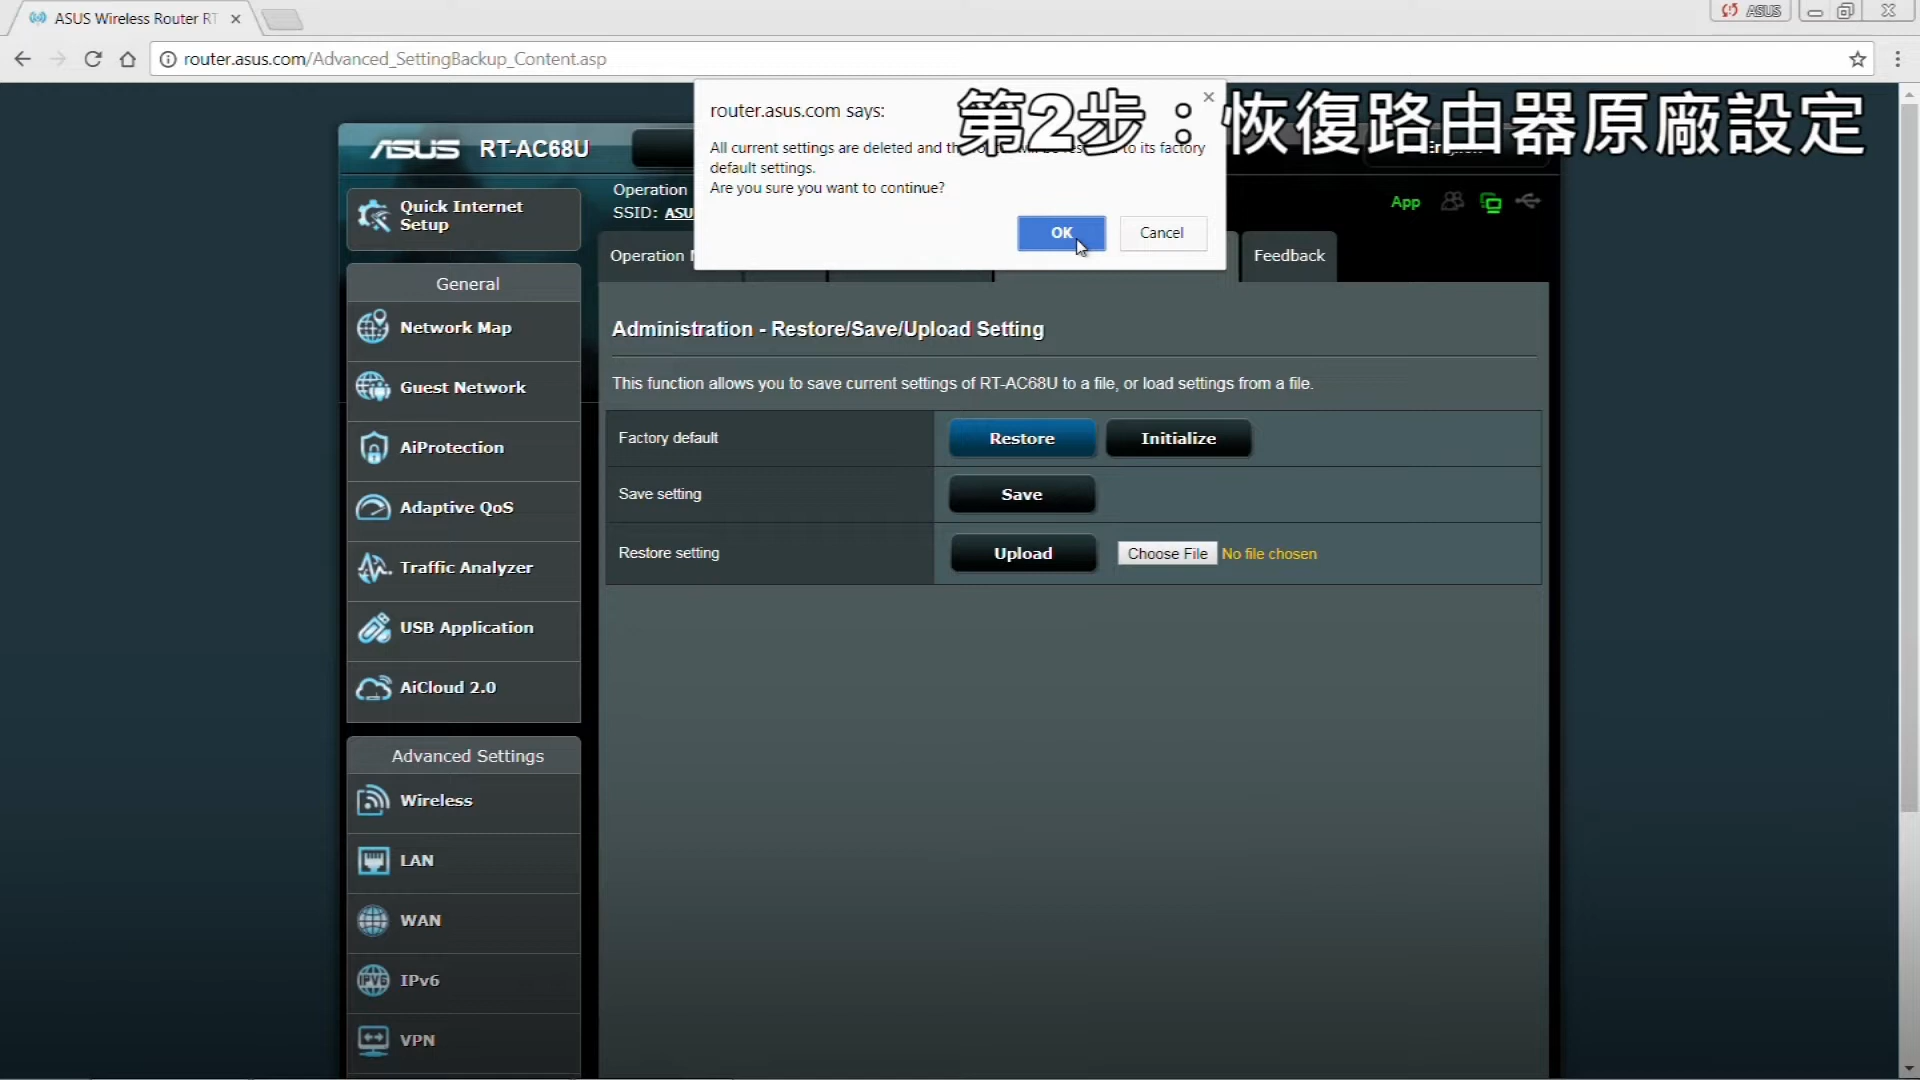 ASUS Wireless Router RT
ASUS
router.asus.com/Advanced_SettingBackup_Content.asp
第2步：恢復路由器原廠設定
router.asus.com says:
All current settings are deleted and th
to its factory
default settings.
Are you sure you want to continue?
OK
Cancel
ASUS RT-AC68U
Quick Internet
Setup
General
Network Map
Guest Network
AiProtection
Adaptive QoS
Traffic Analyzer
USB Application
AiCloud 2.0
Advanced Settings
Wireless
LAN
WAN
IPv6
VPN
Operation
SSID: ASU
App
Operation
Feedback
Administration - Restore/Save/Upload Setting
This function allows you to save current settings of RT-AC68U to a file, or load settings from a file.
Factory default
Restore
Initialize
Save setting
Save
Restore setting
Upload
Choose File No file chosen